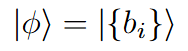 |ϕ⟩ = |{b_i}⟩